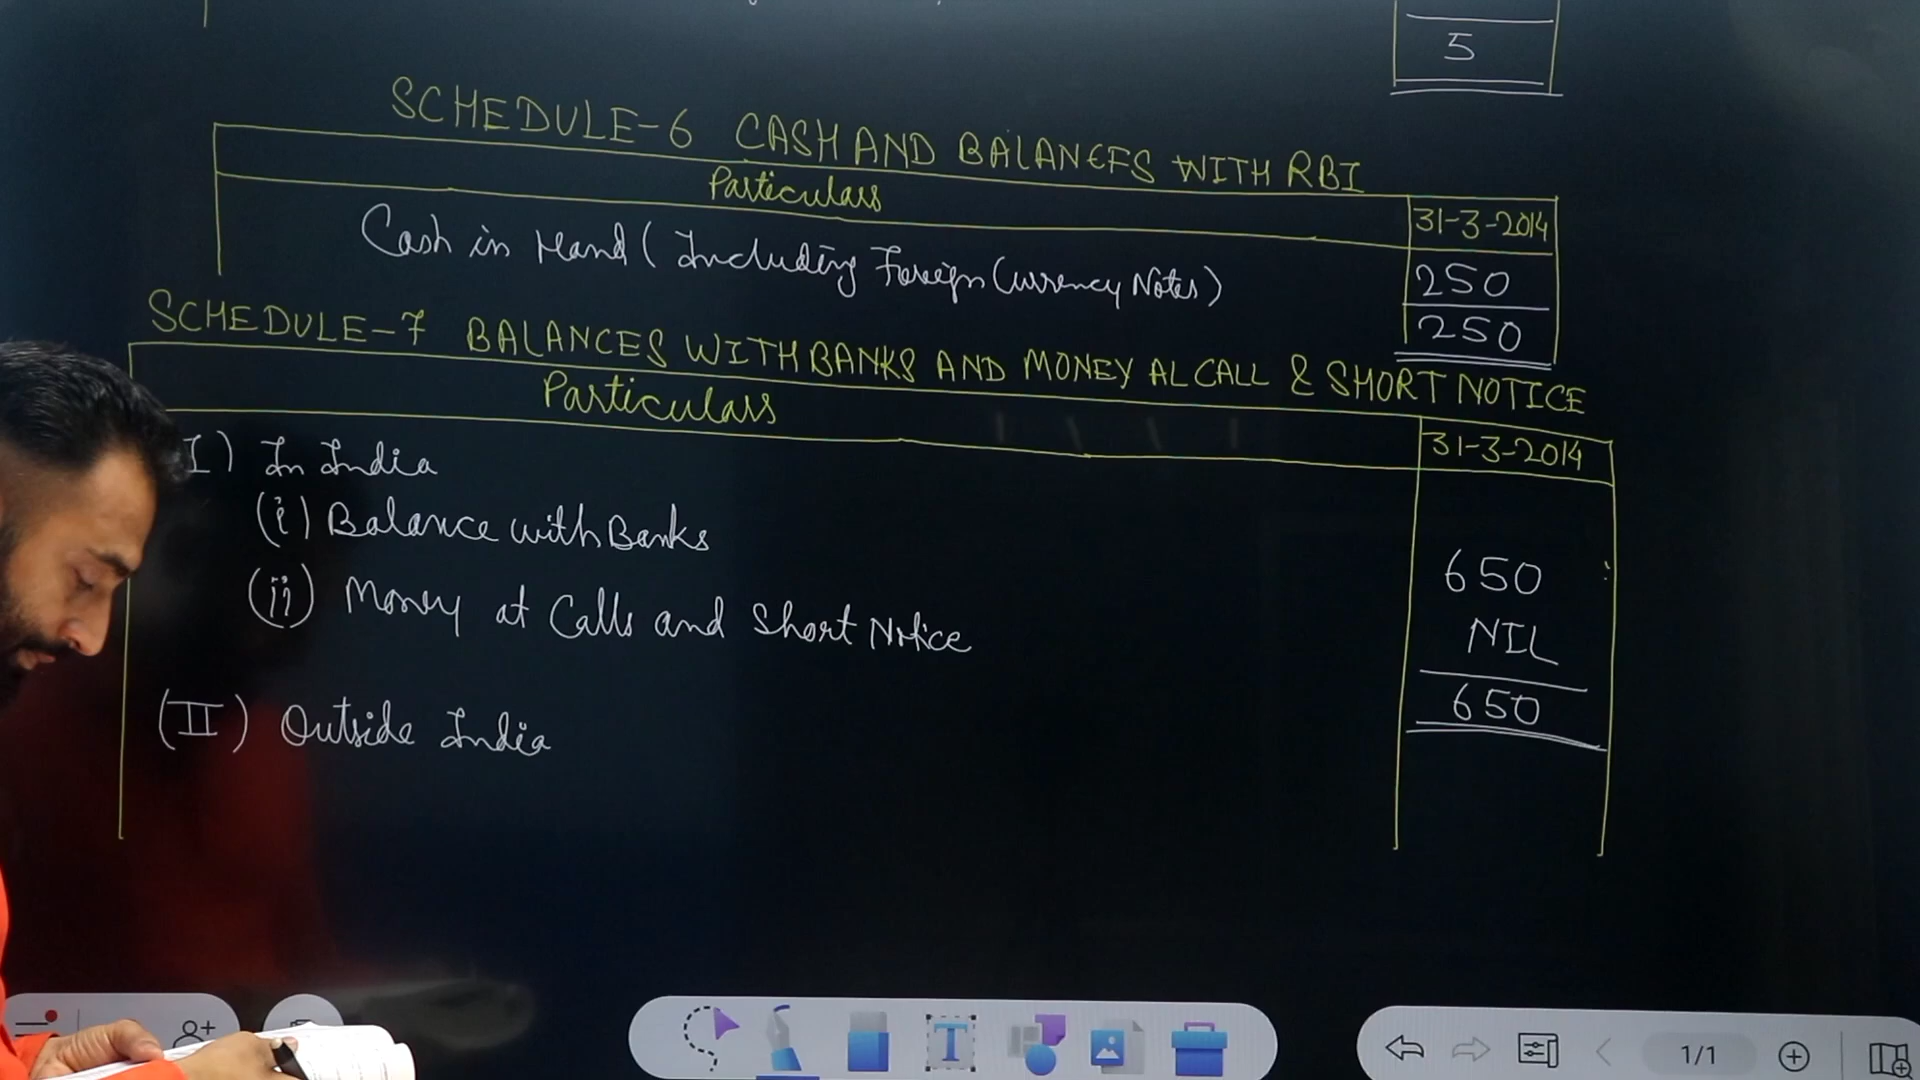 5
SCHEDULE-6 CASH AND BALANCES WITH RBI
Particulars 31-3-2014
Cash in Hand (Including Foreign Currency Notes) 250
250
SCHEDULE-7 BALANCES WITH BANKS AND MONEY AL CALL & SHORT NOTICE
Particulars 31-3-2014
I) In India
(i) Balance with Banks 650
(ii) Money at Calls and Short Notice NIL
650
(II) Outside India
T
1/1